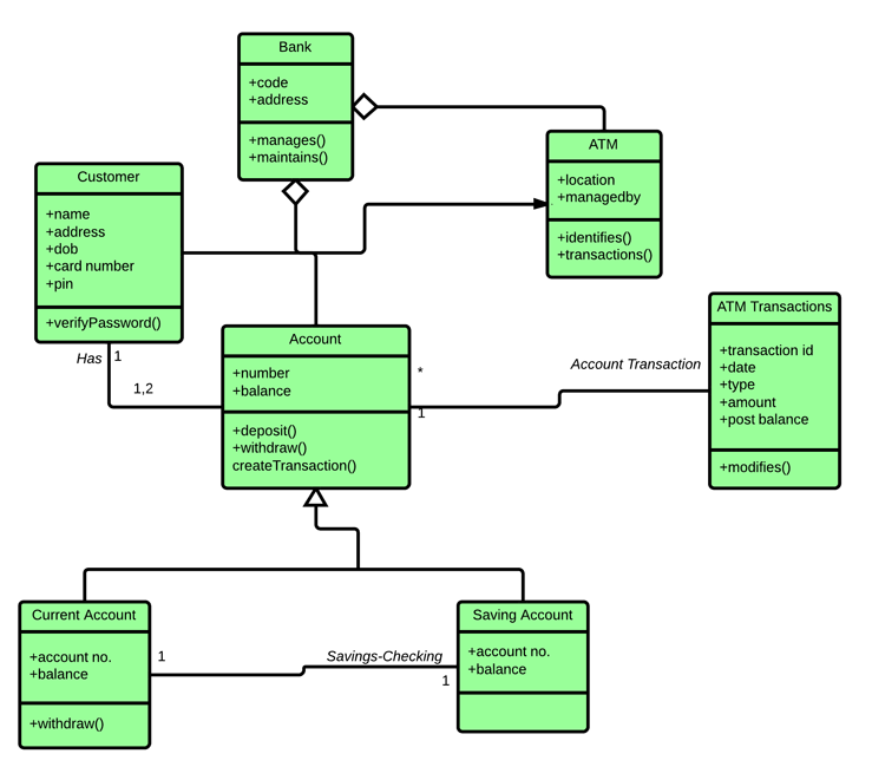 Bank
+code
+address
+manages()
+maintains()
ATM
+location
+managedby
+identifies()
+transactions()
Customer
+name
+address
+dob
+card number
+pin
+verifyPassword()
Has
1
1,2
Account
+number
+balance
+deposit()
+withdraw()
createTransaction()
*
1
Account Transaction
ATM Transactions
+transaction id
+date
+type
+amount
+post balance
+modifies()
Current Account
+account no.
+balance
+withdraw()
1
Savings-Checking
1
Saving Account
+account no.
+balance